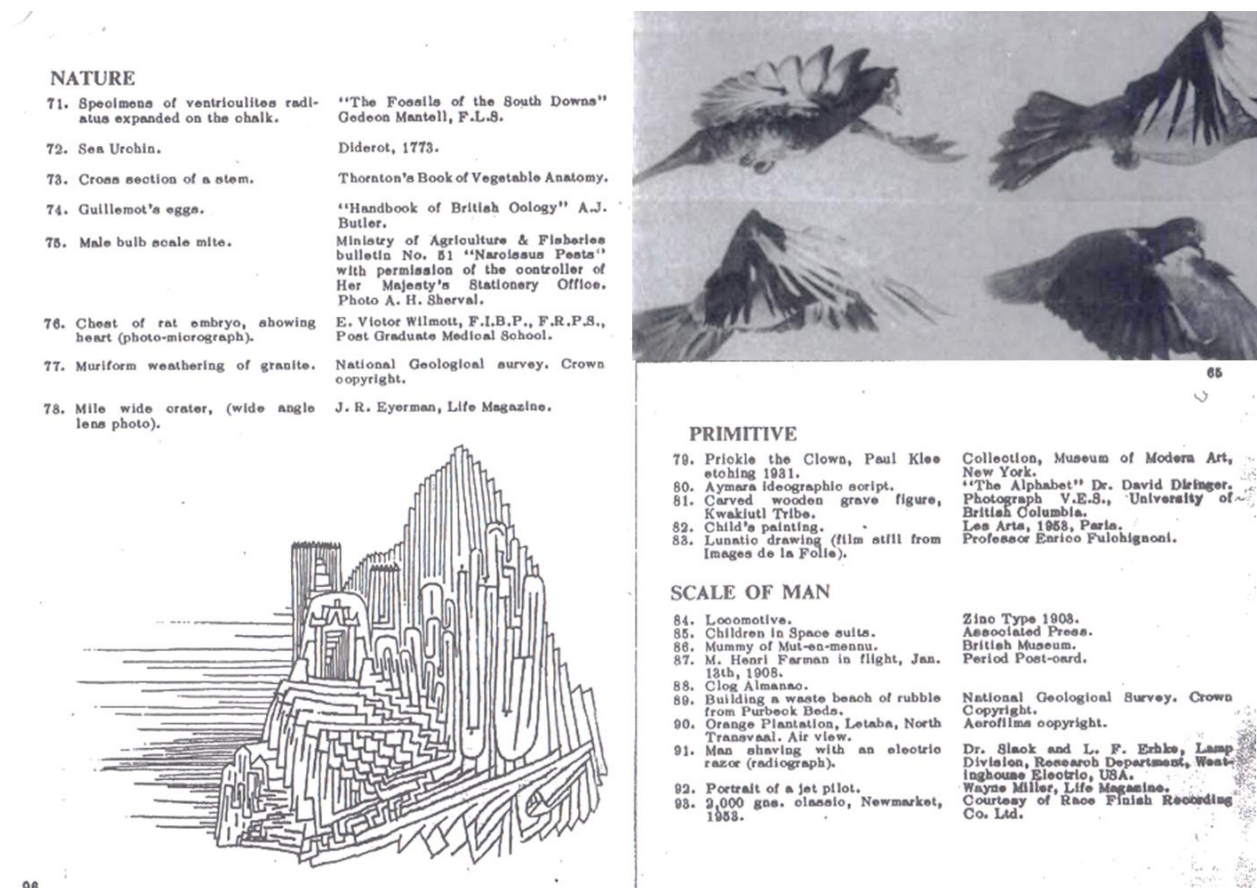 NATURE
71. Specimens of ventriculites radi- "The Fossils of the South Downs"
atus expanded on the chalk. Gedeon Mantell, F.L.S.
72. Sea Urchin. Diderot, 1773.
73. Cross section of a stem. Thornton's Book of Vegetable Anatomy.
74. Guillemot's eggs. "Handbook of British Oology" A.J.
Butler.
75. Male bulb scale mite. Ministry of Agriculture & Fisheries
bulletin No. 51 "Narcissus Pests"
with permission of the controller of
Her Majesty's Stationery Office.
Photo A. H. Sherval.
76. Chest of rat embryo, showing E. Victor Wilmott, F.I.B.P., F.R.P.S.,
heart (photo-micrograph). Post Graduate Medical School.
77. Muriform weathering of granite. National Geological survey. Crown
copyright.
78. Mile wide crater, (wide angle J. R. Eyerman, Life Magazine.
lens photo).
65
PRIMITIVE
79. Prickle the Clown, Paul Klee Collection, Museum of Modern Art,
etching 1931. New York.
80. Aymara ideographic script. "The Alphabet" Dr. David Diringer.
81. Carved wooden grave figure, Photograph V.E.S., University of
Kwakiutl Tribe. British Columbia.
82. Child's painting. Les Arts, 1953, Paris.
83. Lunatic drawing (film still from Professor Enrico Fulchignoni.
Images de la Folie).
SCALE OF MAN
84. Locomotive. Zinc Type 1903.
85. Children in Space suits. Associated Press.
86. Mummy of Mut-en-mennu. British Museum.
87. M. Henri Farman in flight, Jan. Period Post-card.
13th, 1908.
88. Clog Almanac.
89. Building a waste beach of rubble National Geological Survey. Crown
from Purbeck Beds. Copyright.
90. Orange Plantation, Letaba, North Aerofilms copyright.
Transvaal. Air view.
91. Man shaving with an electric Dr. Slack and L. F. Ehrke, Lamp
razor (radiograph). Division, Research Department, West-
inghouse Electric, USA.
92. Portrait of a jet pilot. Wayne Miller, Life Magazine.
93. 2,000 gns. classic, Newmarket, Courtesy of Race Finish Recording
1953. Co. Ltd.